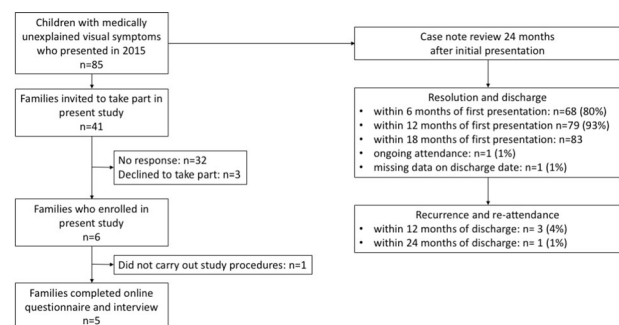 Children with medically
unexplained visual symptoms
who presented in 2015
n=85
Case note review 24 months
after initial presentation
Families invited to take part in
present study
n=41
Resolution and discharge
• within 6 months of first presentation: n=68 (80%)
• within 12 months of first presentation n=79 (93%)
• within 18 months of first presentation: n=83
• ongoing attendance: n=1 (1%)
• missing data on discharge date: n=1 (1%)
No response: n=32
Declined to take part: n=3
Families who enrolled in
present study
n=6
Recurrence and re-attendance
• within 12 months of discharge: n= 3 (4%)
• within 24 months of discharge: n= 1 (1%)
Did not carry out study procedures: n=1
Families completed online
questionnaire and interview
n=5